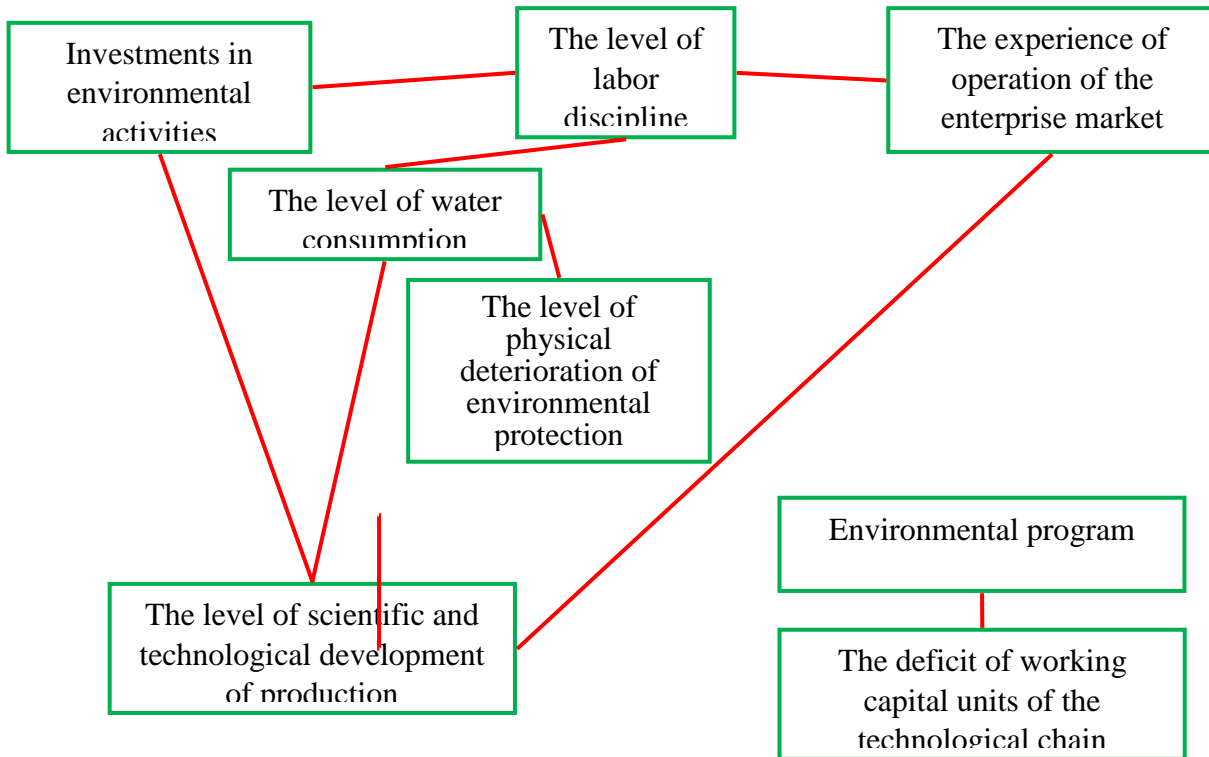 Investments in
environmental
activities
The level of
labor
discipline
The experience of
operation of the
enterprise market
The level of water
consumption
The level of
physical
deterioration of
environmental
protection
Environmental program
The level of scientific and
technological development
of production
The deficit of working
capital units of the
technological chain